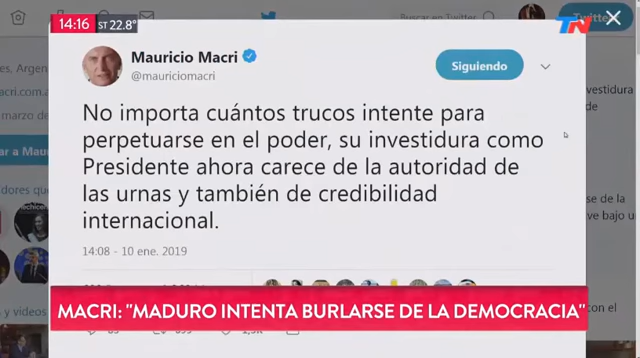 14:16 ST 22.8°
Buscar en Twitter
TN
Mauricio Macri
@mauriciomacri
Siguiendo
No importa cuántos trucos intente para
perpetuarse en el poder, su investidura como
Presidente ahora carece de la autoridad de
las urnas y también de credibilidad
internacional.
14:08 - 10 ene. 2019
MACRI: "MADURO INTENTA BURLARSE DE LA DEMOCRACIA"